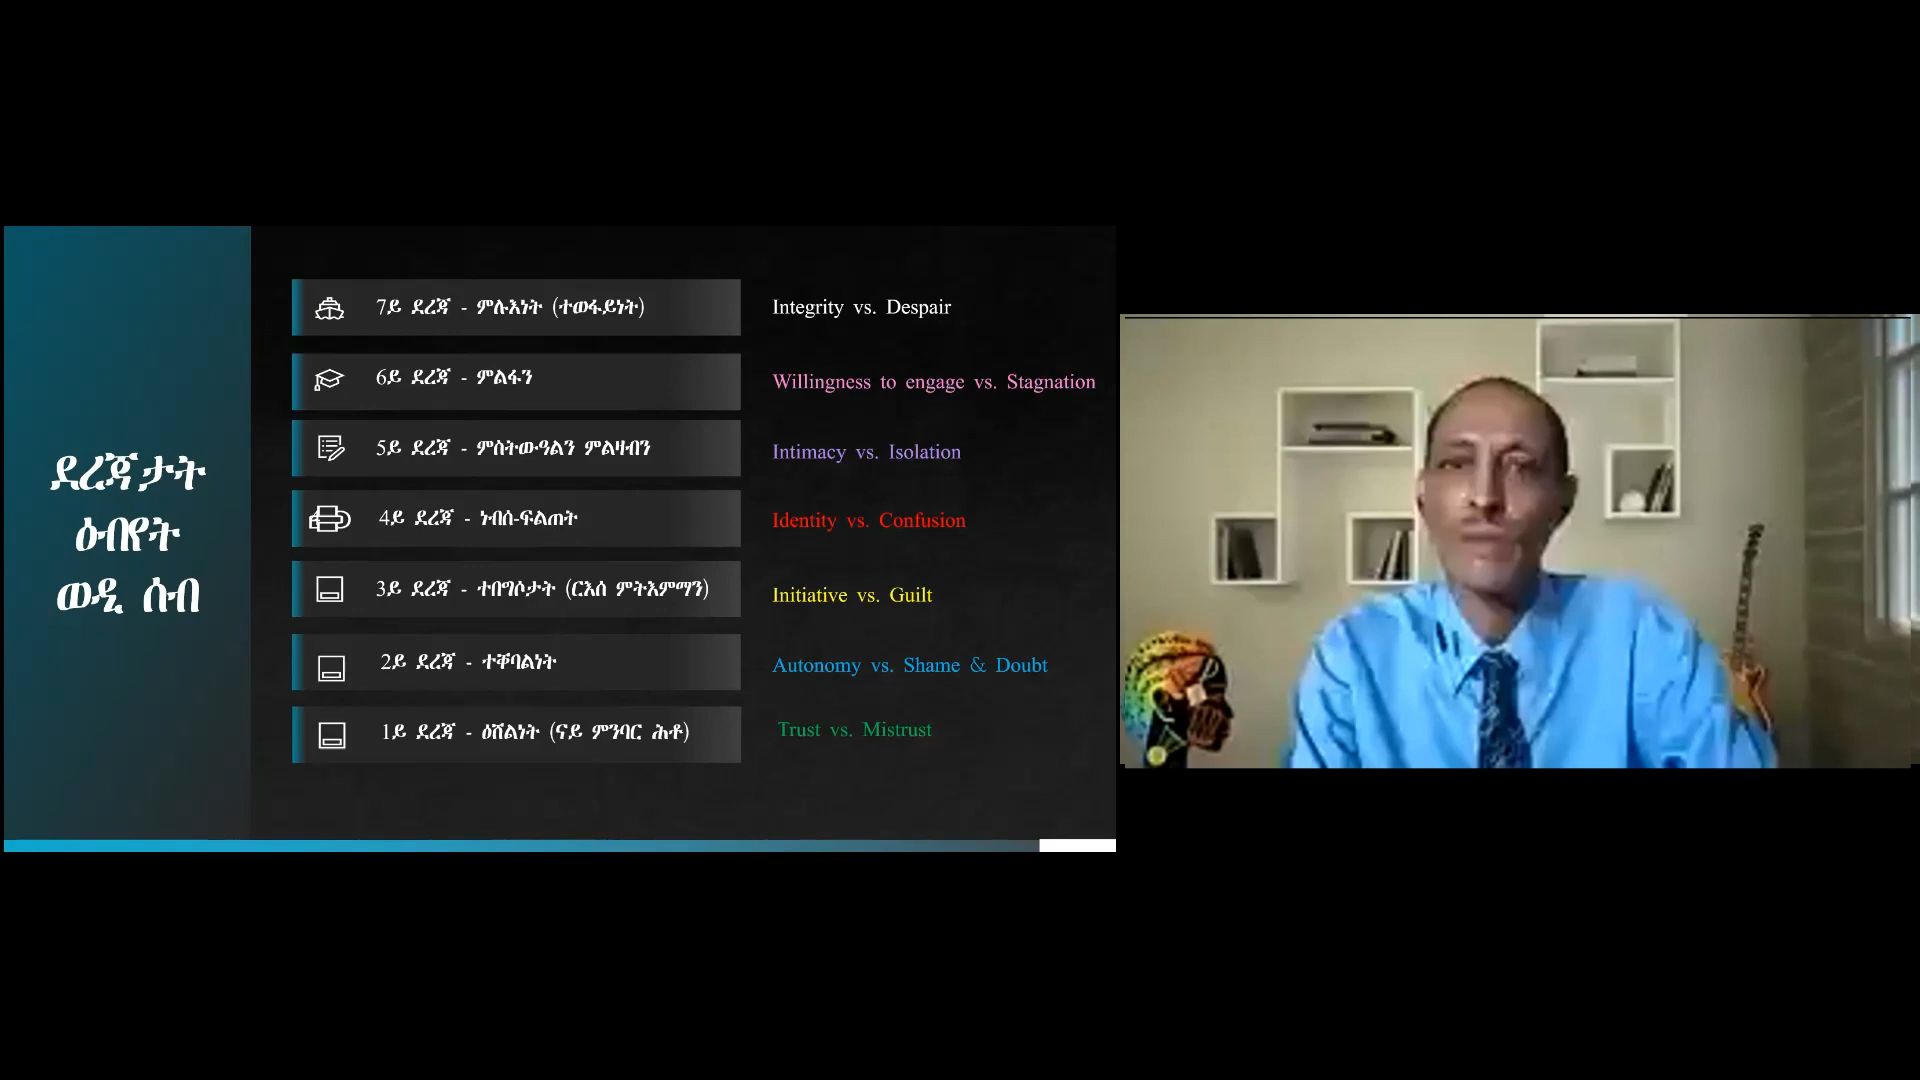 ደረጃታት
ዕብየት
ወዲ ሰብ
7ይ ደረጃ - ምሉእነት (ተወፋይነት)
Integrity vs. Despair
6ይ ደረጃ - ምልፋን
Willingness to engage vs. Stagnation
5ይ ደረጃ - ምስትውዓልን ምልዛብን
Intimacy vs. Isolation
4ይ ደረጃ - ነብሰ-ፍልጠት
Identity vs. Confusion
3ይ ደረጃ - ተበግሶታት (ርእሰ ምትእምማን)
Initiative vs. Guilt
2ይ ደረጃ - ተቐባልነት
Autonomy vs. Shame & Doubt
1ይ ደረጃ - ዕሸልነት (ናይ ምንባር ሕቶ)
Trust vs. Mistrust